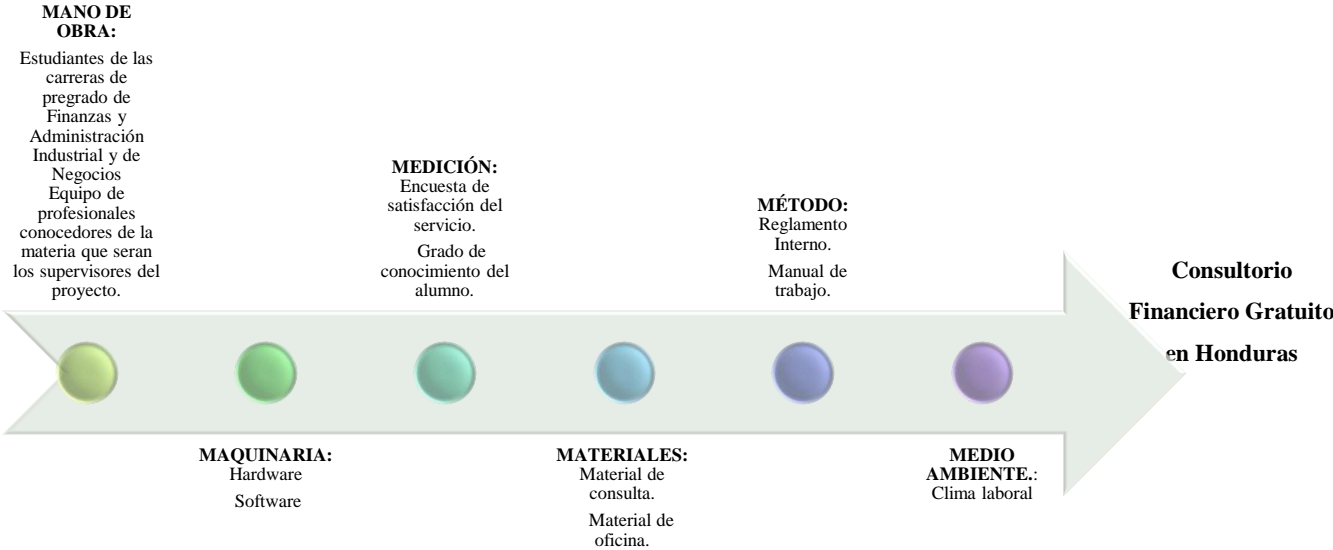 MANO DE
OBRA:
Estudiantes de las
carreras de
pregrado de
Finanzas y
Administración
Industrial y de
Negocios
Equipo de
profesionales
conocedores de la
materia que seran
los supervisores del
proyecto.
MAQUINARIA:
Hardware
Software
MEDICIÓN:
Encuesta de
satisfacción del
servicio.
Grado de
conocimiento del
alumno.
MATERIALES:
Material de
consulta.
Material de
oficina.
MÉTODO:
Reglamento
Interno.
Manual de
trabajo.
MEDIO
AMBIENTE.:
Clima laboral
Consultorio
Financiero Gratuito
en Honduras